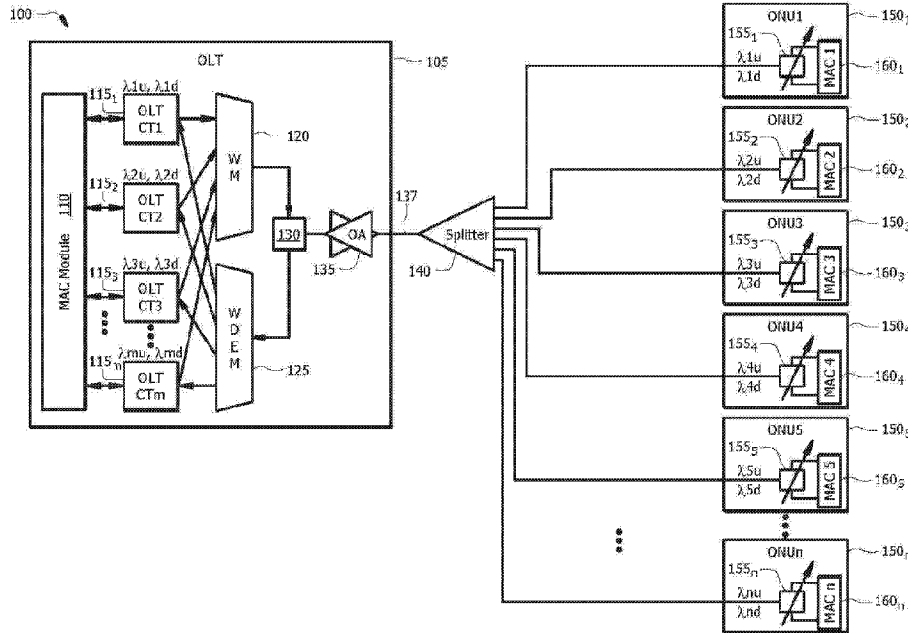 100
OLT
105
MAC Module 110
115₁
λ1u, λ1d
OLT
CT1
115₂
λ2u, λ2d
OLT
CT2
115₃
λ3u, λ3d
OLT
CT3
115ₙ
λmu, λmd
OLT
CTm
WM
120
WDEM
125
130
OA
135
137
Splitter
140
ONU1
150₁
155₁
λ1u
λ1d
MAC 1
160₁
ONU2
150₂
155₂
λ2u
λ2d
MAC 2
160₂
ONU3
150₃
155₃
λ3u
λ3d
MAC 3
160₃
ONU4
150₄
155₄
λ4u
λ4d
MAC 4
160₄
ONU5
150₅
155₅
λ5u
λ5d
MAC 5
160₅
ONUn
150ₙ
155ₙ
λnu
λnd
MAC n
160ₙ